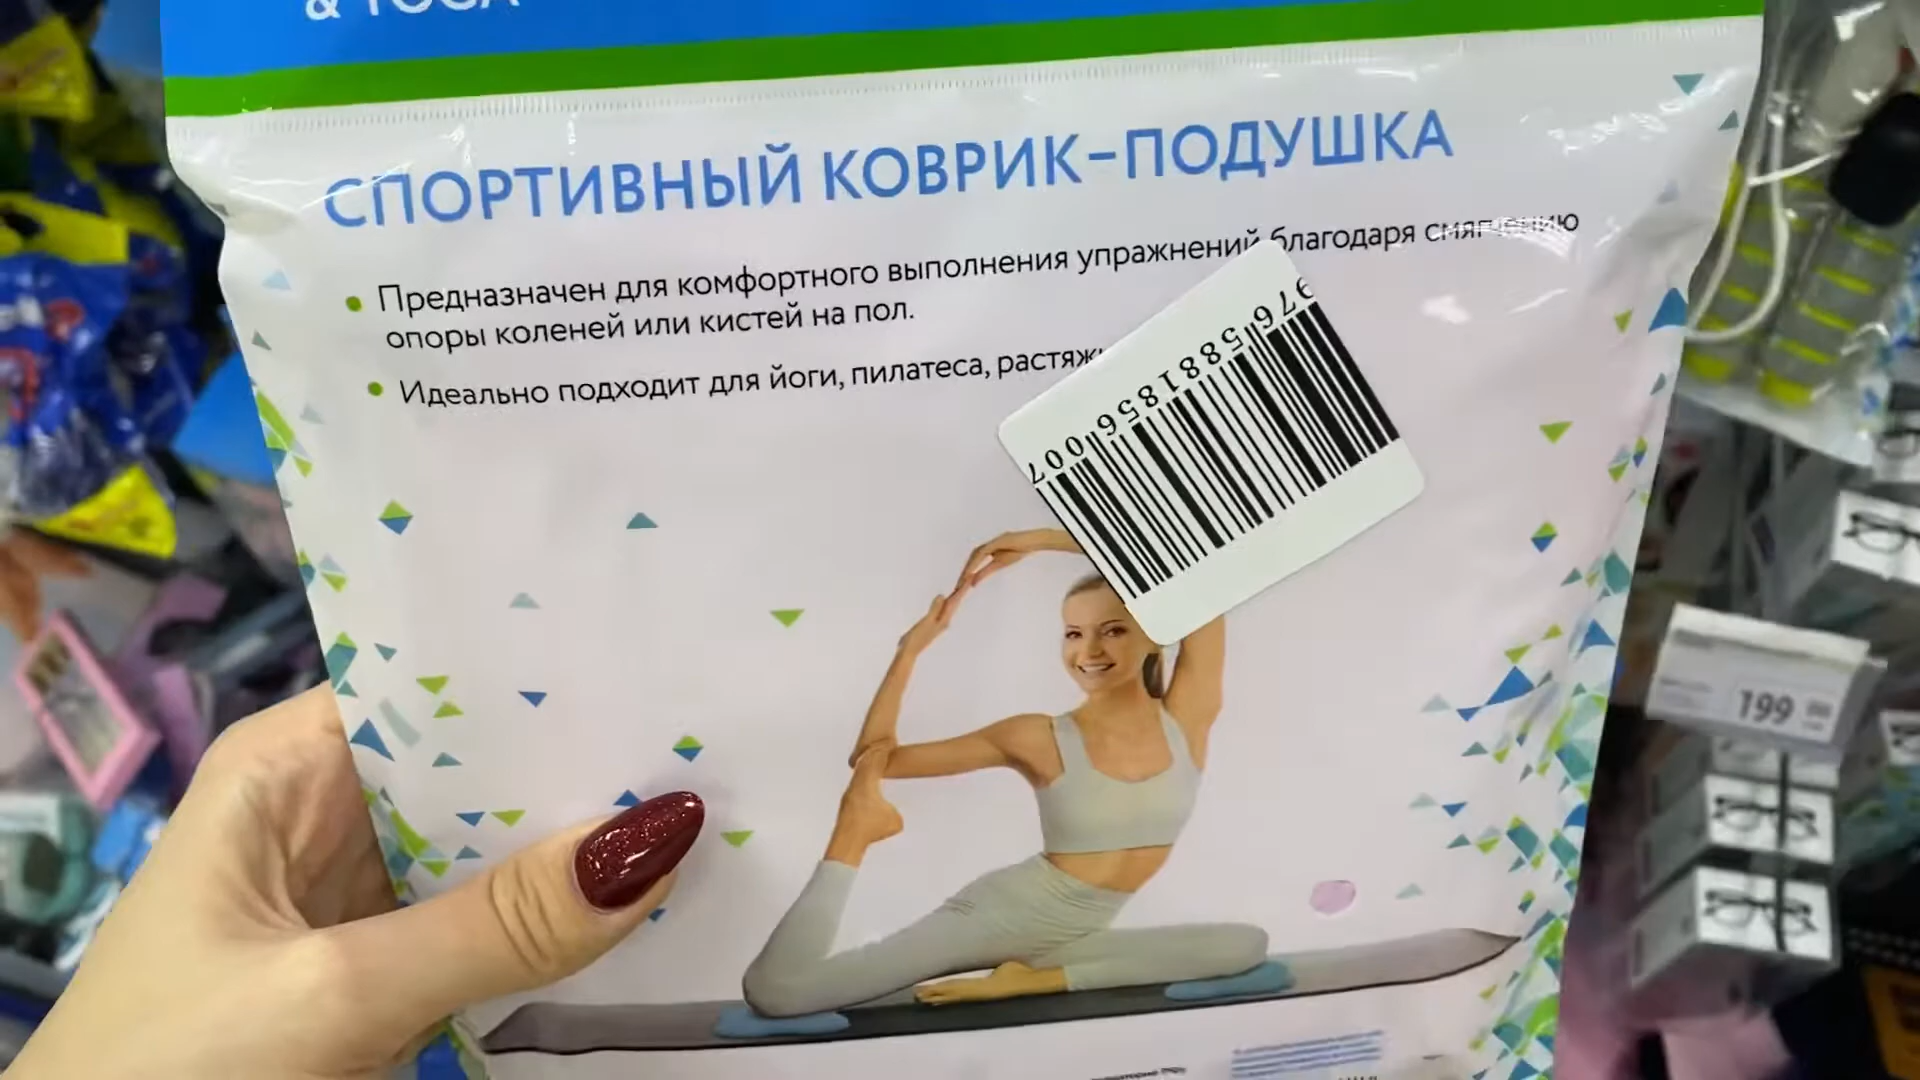 & YOGA
СПОРТИВНЫЙ КОВРИК-ПОДУШКА
• Предназначен для комфортного выполнения упражнений благодаря смягчению
опоры коленей или кистей на пол.
• Идеально подходит для йоги, пилатеса, растяж
199